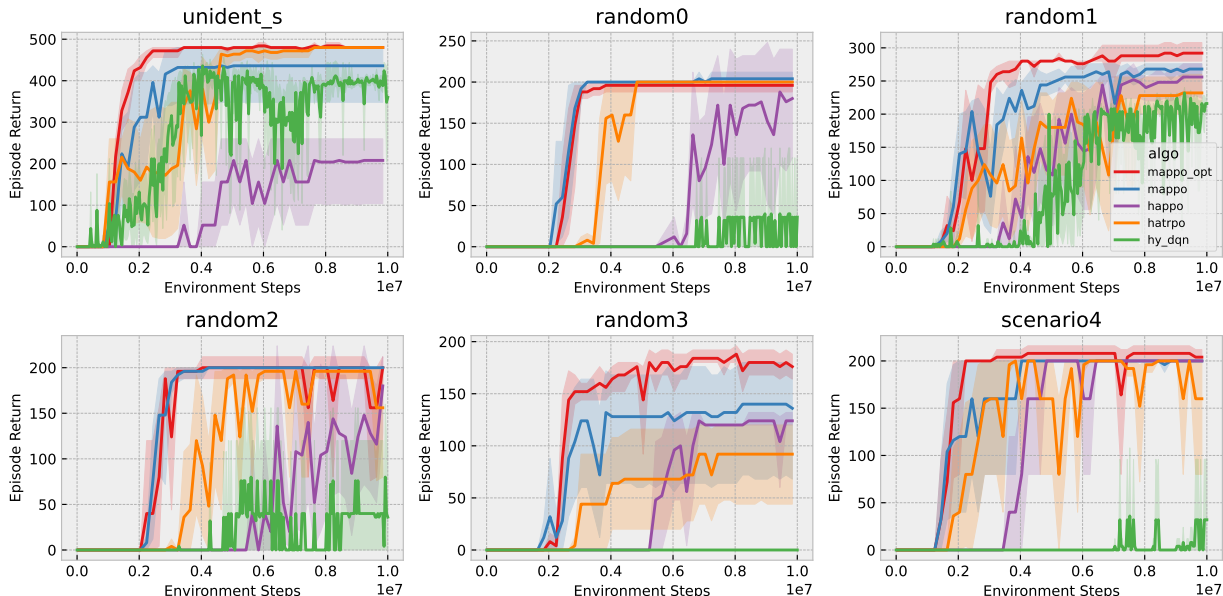 unident_s
500
400
300
200
100
0
Episode Return
0.0 0.2 0.4 0.6 0.8 1.0
Environment Steps
1e7
random0
250
200
150
100
50
0
Episode Return
0.0 0.2 0.4 0.6 0.8 1.0
Environment Steps
1e7
random1
300
250
200
150
100
50
0
Episode Return
algo
mappo_opt
mappo
happo
hatrpo
hy_dqn
0.0 0.2 0.4 0.6 0.8 1.0
Environment Steps
1e7
random2
200
150
100
50
0
Episode Return
0.0 0.2 0.4 0.6 0.8 1.0
Environment Steps
1e7
random3
200
150
100
50
0
Episode Return
0.0 0.2 0.4 0.6 0.8 1.0
Environment Steps
1e7
scenario4
200
150
100
50
0
Episode Return
0.0 0.2 0.4 0.6 0.8 1.0
Environment Steps
1e7